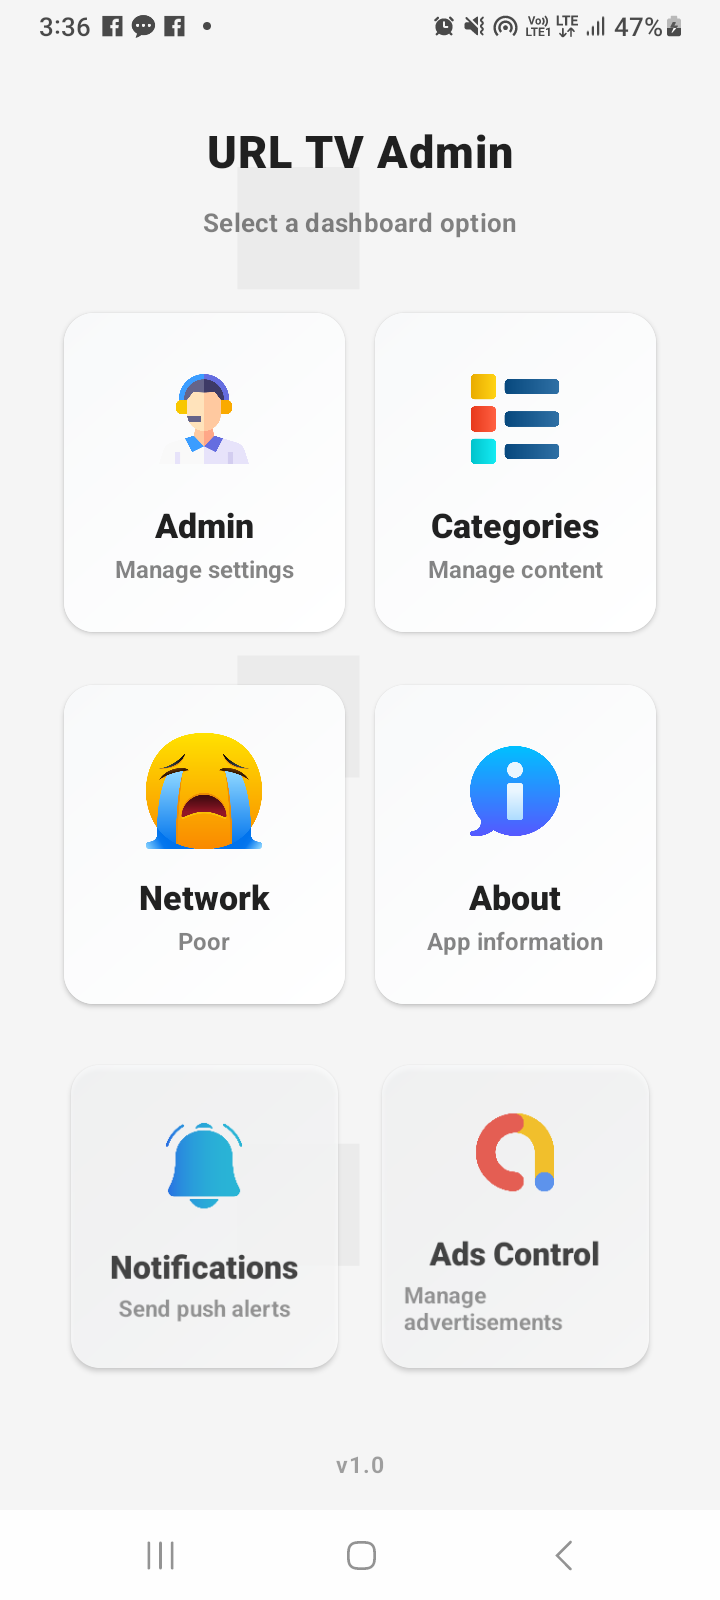 3:36
Vo)) LTE1 LTE 47%
URL TV Admin
Select a dashboard option
Admin
Manage settings
Categories
Manage content
Network
Poor
About
App information
Notifications
Send push alerts
Ads Control
Manage
advertisements
v1.0